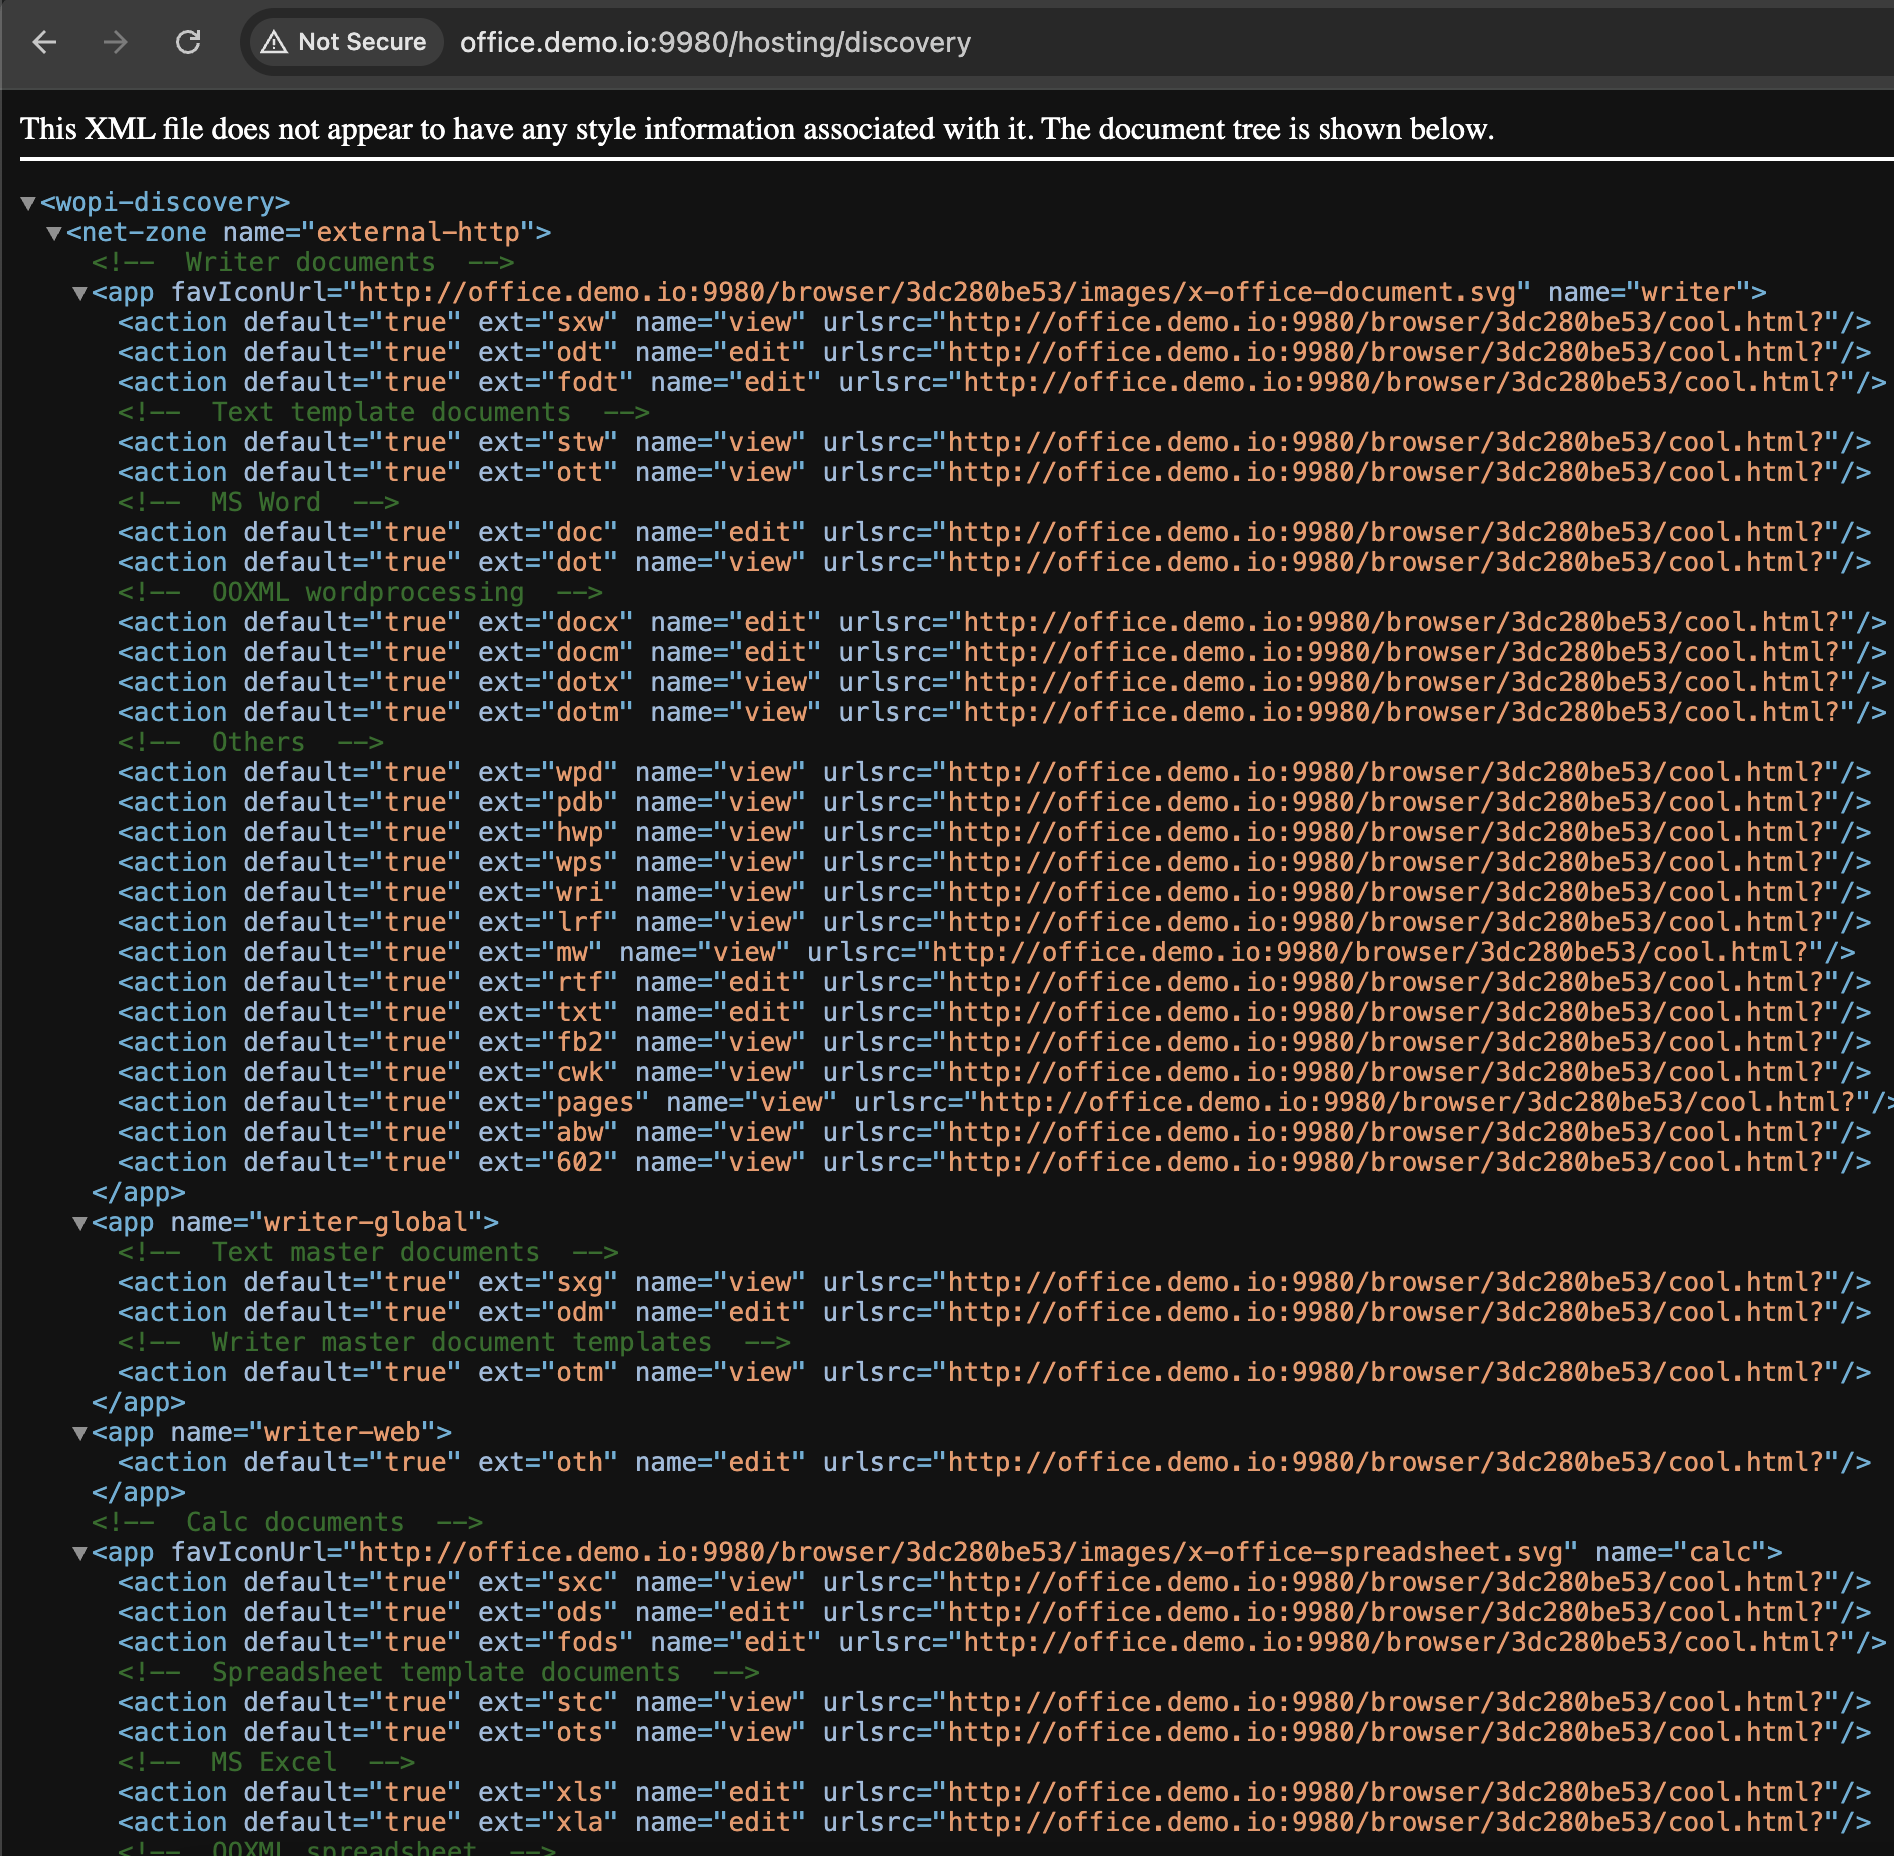 Not Secure office.demo.io:9980/hosting/discovery
This XML file does not appear to have any style information associated with it. The document tree is shown below.
▼<wopi-discovery>
▼<net-zone name="external-http">
<!-- Writer documents -->
▼<app favIconUrl="http://office.demo.io:9980/browser/3dc280be53/images/x-office-document.svg" name="writer">
<action default="true" ext="sxw" name="view" urlsrc="http://office.demo.io:9980/browser/3dc280be53/cool.html?"/>
<action default="true" ext="odt" name="edit" urlsrc="http://office.demo.io:9980/browser/3dc280be53/cool.html?"/>
<action default="true" ext="fodt" name="edit" urlsrc="http://office.demo.io:9980/browser/3dc280be53/cool.html?"/>
<!-- Text template documents -->
<action default="true" ext="stw" name="view" urlsrc="http://office.demo.io:9980/browser/3dc280be53/cool.html?"/>
<action default="true" ext="ott" name="view" urlsrc="http://office.demo.io:9980/browser/3dc280be53/cool.html?"/>
<!-- MS Word -->
<action default="true" ext="doc" name="edit" urlsrc="http://office.demo.io:9980/browser/3dc280be53/cool.html?"/>
<action default="true" ext="dot" name="view" urlsrc="http://office.demo.io:9980/browser/3dc280be53/cool.html?"/>
<!-- OOXML wordprocessing -->
<action default="true" ext="docx" name="edit" urlsrc="http://office.demo.io:9980/browser/3dc280be53/cool.html?"/>
<action default="true" ext="docm" name="edit" urlsrc="http://office.demo.io:9980/browser/3dc280be53/cool.html?"/>
<action default="true" ext="dotx" name="view" urlsrc="http://office.demo.io:9980/browser/3dc280be53/cool.html?"/>
<action default="true" ext="dotm" name="view" urlsrc="http://office.demo.io:9980/browser/3dc280be53/cool.html?"/>
<!-- Others -->
<action default="true" ext="wpd" name="view" urlsrc="http://office.demo.io:9980/browser/3dc280be53/cool.html?"/>
<action default="true" ext="pdb" name="view" urlsrc="http://office.demo.io:9980/browser/3dc280be53/cool.html?"/>
<action default="true" ext="hwp" name="view" urlsrc="http://office.demo.io:9980/browser/3dc280be53/cool.html?"/>
<action default="true" ext="wps" name="view" urlsrc="http://office.demo.io:9980/browser/3dc280be53/cool.html?"/>
<action default="true" ext="wri" name="view" urlsrc="http://office.demo.io:9980/browser/3dc280be53/cool.html?"/>
<action default="true" ext="lrf" name="view" urlsrc="http://office.demo.io:9980/browser/3dc280be53/cool.html?"/>
<action default="true" ext="mw" name="view" urlsrc="http://office.demo.io:9980/browser/3dc280be53/cool.html?"/>
<action default="true" ext="rtf" name="edit" urlsrc="http://office.demo.io:9980/browser/3dc280be53/cool.html?"/>
<action default="true" ext="txt" name="edit" urlsrc="http://office.demo.io:9980/browser/3dc280be53/cool.html?"/>
<action default="true" ext="fb2" name="view" urlsrc="http://office.demo.io:9980/browser/3dc280be53/cool.html?"/>
<action default="true" ext="cwk" name="view" urlsrc="http://office.demo.io:9980/browser/3dc280be53/cool.html?"/>
<action default="true" ext="pages" name="view" urlsrc="http://office.demo.io:9980/browser/3dc280be53/cool.html?"/>
<action default="true" ext="abw" name="view" urlsrc="http://office.demo.io:9980/browser/3dc280be53/cool.html?"/>
<action default="true" ext="602" name="view" urlsrc="http://office.demo.io:9980/browser/3dc280be53/cool.html?"/>
</app>
▼<app name="writer-global">
<!-- Text master documents -->
<action default="true" ext="sxg" name="view" urlsrc="http://office.demo.io:9980/browser/3dc280be53/cool.html?"/>
<action default="true" ext="odm" name="edit" urlsrc="http://office.demo.io:9980/browser/3dc280be53/cool.html?"/>
<!-- Writer master document templates -->
<action default="true" ext="otm" name="view" urlsrc="http://office.demo.io:9980/browser/3dc280be53/cool.html?"/>
</app>
▼<app name="writer-web">
<action default="true" ext="oth" name="edit" urlsrc="http://office.demo.io:9980/browser/3dc280be53/cool.html?"/>
</app>
<!-- Calc documents -->
▼<app favIconUrl="http://office.demo.io:9980/browser/3dc280be53/images/x-office-spreadsheet.svg" name="calc">
<action default="true" ext="sxc" name="view" urlsrc="http://office.demo.io:9980/browser/3dc280be53/cool.html?"/>
<action default="true" ext="ods" name="edit" urlsrc="http://office.demo.io:9980/browser/3dc280be53/cool.html?"/>
<action default="true" ext="fods" name="edit" urlsrc="http://office.demo.io:9980/browser/3dc280be53/cool.html?"/>
<!-- Spreadsheet template documents -->
<action default="true" ext="stc" name="view" urlsrc="http://office.demo.io:9980/browser/3dc280be53/cool.html?"/>
<action default="true" ext="ots" name="view" urlsrc="http://office.demo.io:9980/browser/3dc280be53/cool.html?"/>
<!-- MS Excel -->
<action default="true" ext="xls" name="edit" urlsrc="http://office.demo.io:9980/browser/3dc280be53/cool.html?"/>
<action default="true" ext="xla" name="edit" urlsrc="http://office.demo.io:9980/browser/3dc280be53/cool.html?"/>
<!-- OOXML spreadsheet -->